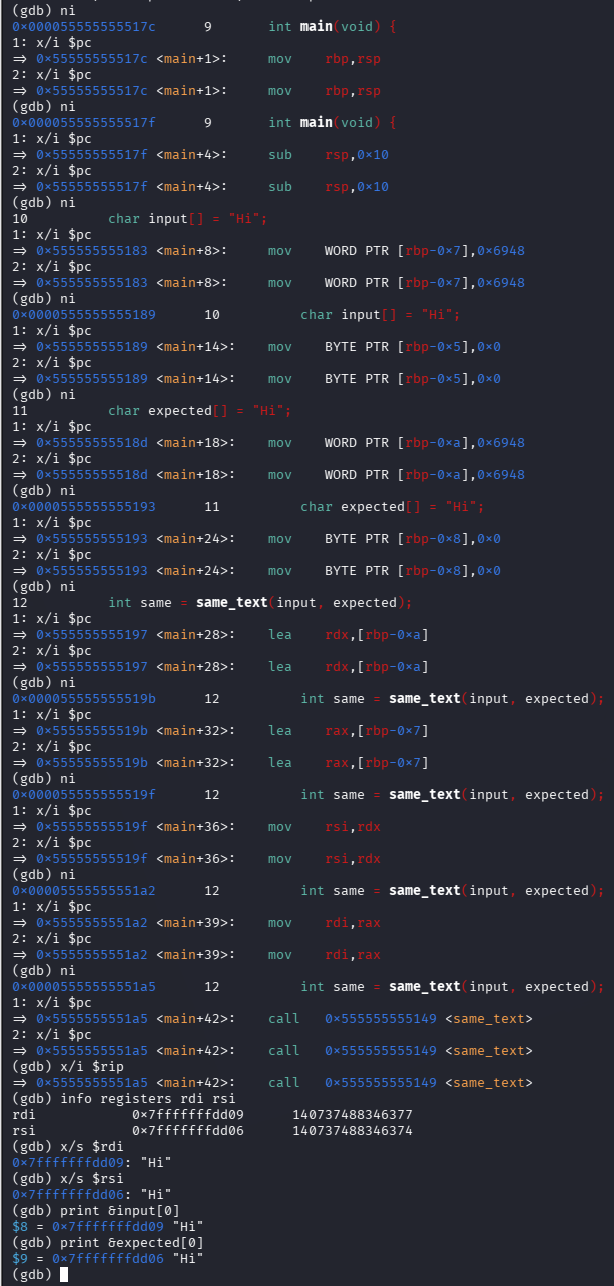 (gdb) ni
0x000055555555517c      9       int main(void) {
1: x/i $pc
=> 0x55555555517c <main+1>:     mov    rbp,rsp
2: x/i $pc
=> 0x55555555517c <main+1>:     mov    rbp,rsp
(gdb) ni
0x000055555555517f      9       int main(void) {
1: x/i $pc
=> 0x55555555517f <main+4>:     sub    rsp,0x10
2: x/i $pc
=> 0x55555555517f <main+4>:     sub    rsp,0x10
(gdb) ni
10          char input[] = "Hi";
1: x/i $pc
=> 0x555555555183 <main+8>:     mov    WORD PTR [rbp-0x7],0x6948
2: x/i $pc
=> 0x555555555183 <main+8>:     mov    WORD PTR [rbp-0x7],0x6948
(gdb) ni
0x0000555555555189      10          char input[] = "Hi";
1: x/i $pc
=> 0x555555555189 <main+14>:    mov    BYTE PTR [rbp-0x5],0x0
2: x/i $pc
=> 0x555555555189 <main+14>:    mov    BYTE PTR [rbp-0x5],0x0
(gdb) ni
11          char expected[] = "Hi";
1: x/i $pc
=> 0x55555555518d <main+18>:    mov    WORD PTR [rbp-0xa],0x6948
2: x/i $pc
=> 0x55555555518d <main+18>:    mov    WORD PTR [rbp-0xa],0x6948
(gdb) ni
0x0000555555555193      11          char expected[] = "Hi";
1: x/i $pc
=> 0x555555555193 <main+24>:    mov    BYTE PTR [rbp-0x8],0x0
2: x/i $pc
=> 0x555555555193 <main+24>:    mov    BYTE PTR [rbp-0x8],0x0
(gdb) ni
12          int same = same_text(input, expected);
1: x/i $pc
=> 0x555555555197 <main+28>:    lea    rdx,[rbp-0xa]
2: x/i $pc
=> 0x555555555197 <main+28>:    lea    rdx,[rbp-0xa]
(gdb) ni
0x000055555555519b      12          int same = same_text(input, expected);
1: x/i $pc
=> 0x55555555519b <main+32>:    lea    rax,[rbp-0x7]
2: x/i $pc
=> 0x55555555519b <main+32>:    lea    rax,[rbp-0x7]
(gdb) ni
0x000055555555519f      12          int same = same_text(input, expected);
1: x/i $pc
=> 0x55555555519f <main+36>:    mov    rsi,rdx
2: x/i $pc
=> 0x55555555519f <main+36>:    mov    rsi,rdx
(gdb) ni
0x00005555555551a2      12          int same = same_text(input, expected);
1: x/i $pc
=> 0x5555555551a2 <main+39>:    mov    rdi,rax
2: x/i $pc
=> 0x5555555551a2 <main+39>:    mov    rdi,rax
(gdb) ni
0x00005555555551a5      12          int same = same_text(input, expected);
1: x/i $pc
=> 0x5555555551a5 <main+42>:    call   0x555555555149 <same_text>
2: x/i $pc
=> 0x5555555551a5 <main+42>:    call   0x555555555149 <same_text>
(gdb) x/i $rip
=> 0x5555555551a5 <main+42>:    call   0x555555555149 <same_text>
(gdb) info registers rdi rsi
rdi            0x7fffffffdd09      140737488346377
rsi            0x7fffffffdd06      140737488346374
(gdb) x/s $rdi
0x7fffffffdd09: "Hi"
(gdb) x/s $rsi
0x7fffffffdd06: "Hi"
(gdb) print &input[0]
$8 = 0x7fffffffdd09 "Hi"
(gdb) print &expected[0]
$9 = 0x7fffffffdd06 "Hi"
(gdb)